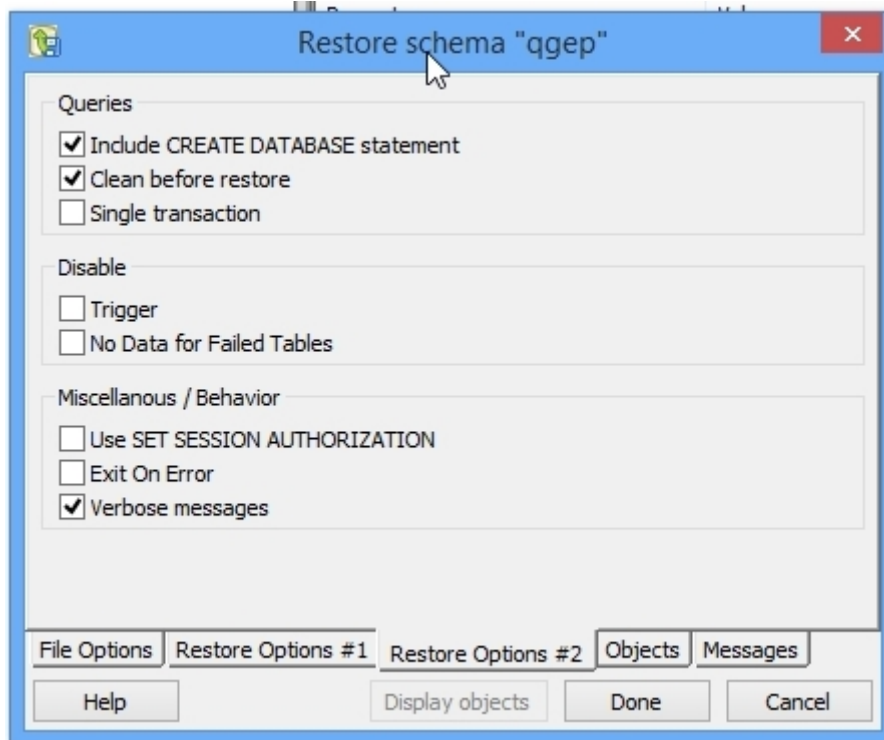 Restore schema "qgep"
Queries
Include CREATE DATABASE statement
Clean before restore
Single transaction
Disable
Trigger
No Data for Failed Tables
Miscellanous / Behavior
Use SET SESSION AUTHORIZATION
Exit On Error
Verbose messages
File Options Restore Options #1 Restore Options #2 Objects Messages
Help Display objects Done Cancel